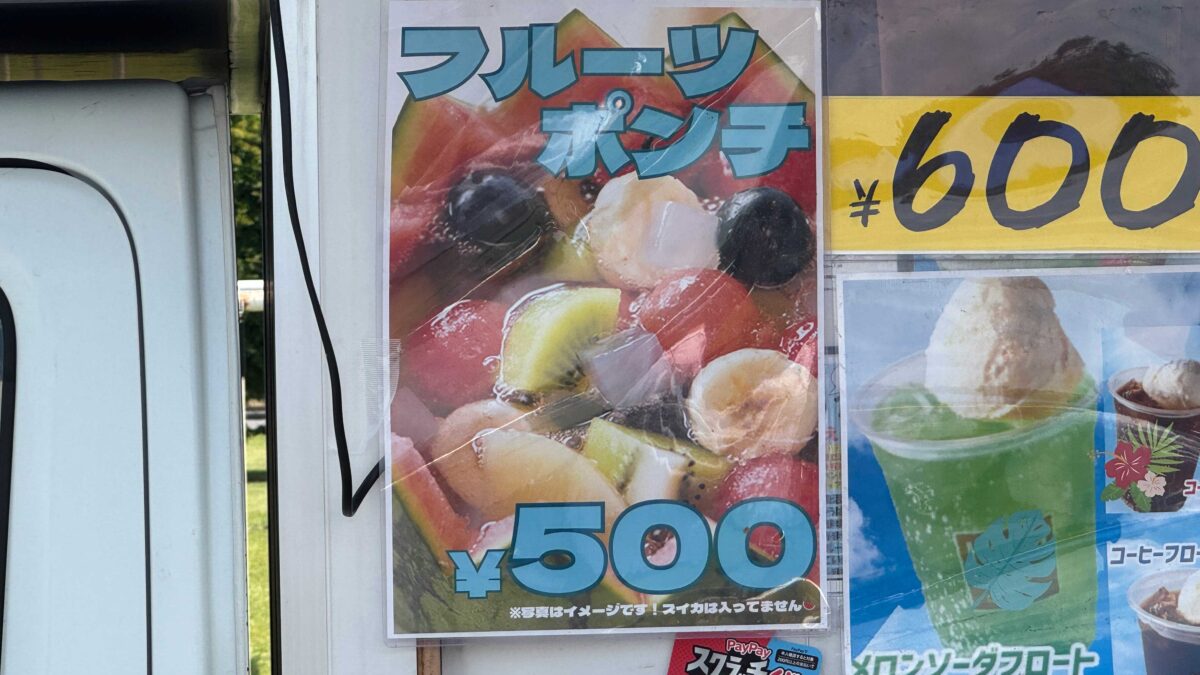 フルーツ
ポンチ
¥500
※写真はイメージです！スイカは入ってません
¥600
メロンソーダフロート
コーヒーフロー
PayPay
スクラッチ